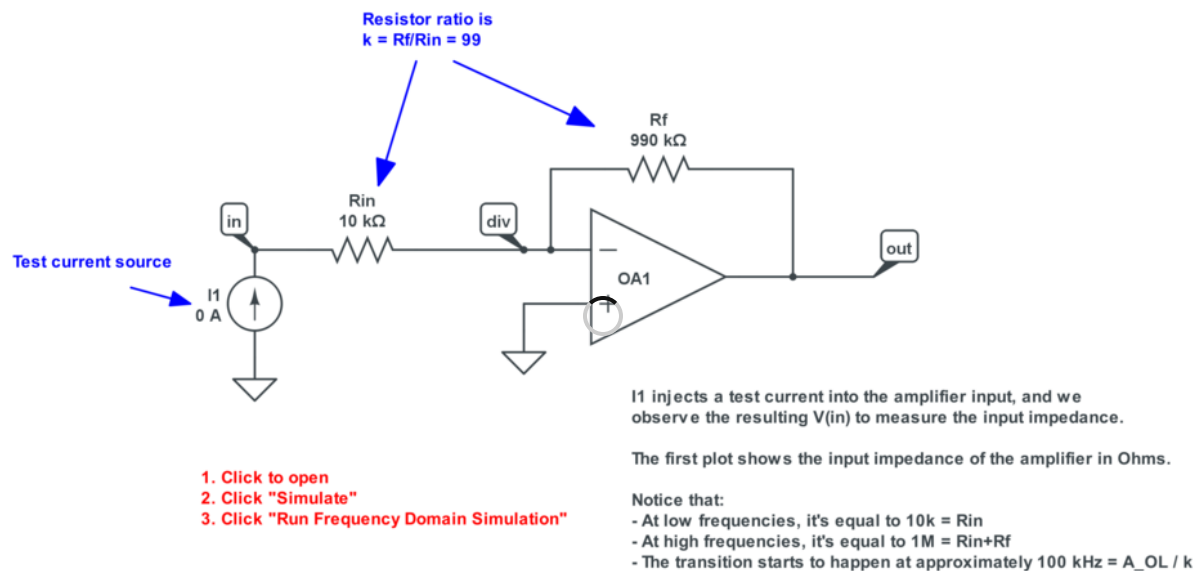 Resistor ratio is
k = Rf/Rin = 99
Rf
990 kΩ
Rin
10 kΩ
in
div
out
Test current source
OA1
I1
0 A
I1 injects a test current into the amplifier input, and we
observe the resulting V(in) to measure the input impedance.
The first plot shows the input impedance of the amplifier in Ohms.
1. Click to open
2. Click "Simulate"
3. Click "Run Frequency Domain Simulation"
Notice that:
- At low frequencies, it's equal to 10k = Rin
- At high frequencies, it's equal to 1M = Rin+Rf
- The transition starts to happen at approximately 100 kHz = A_OL / k